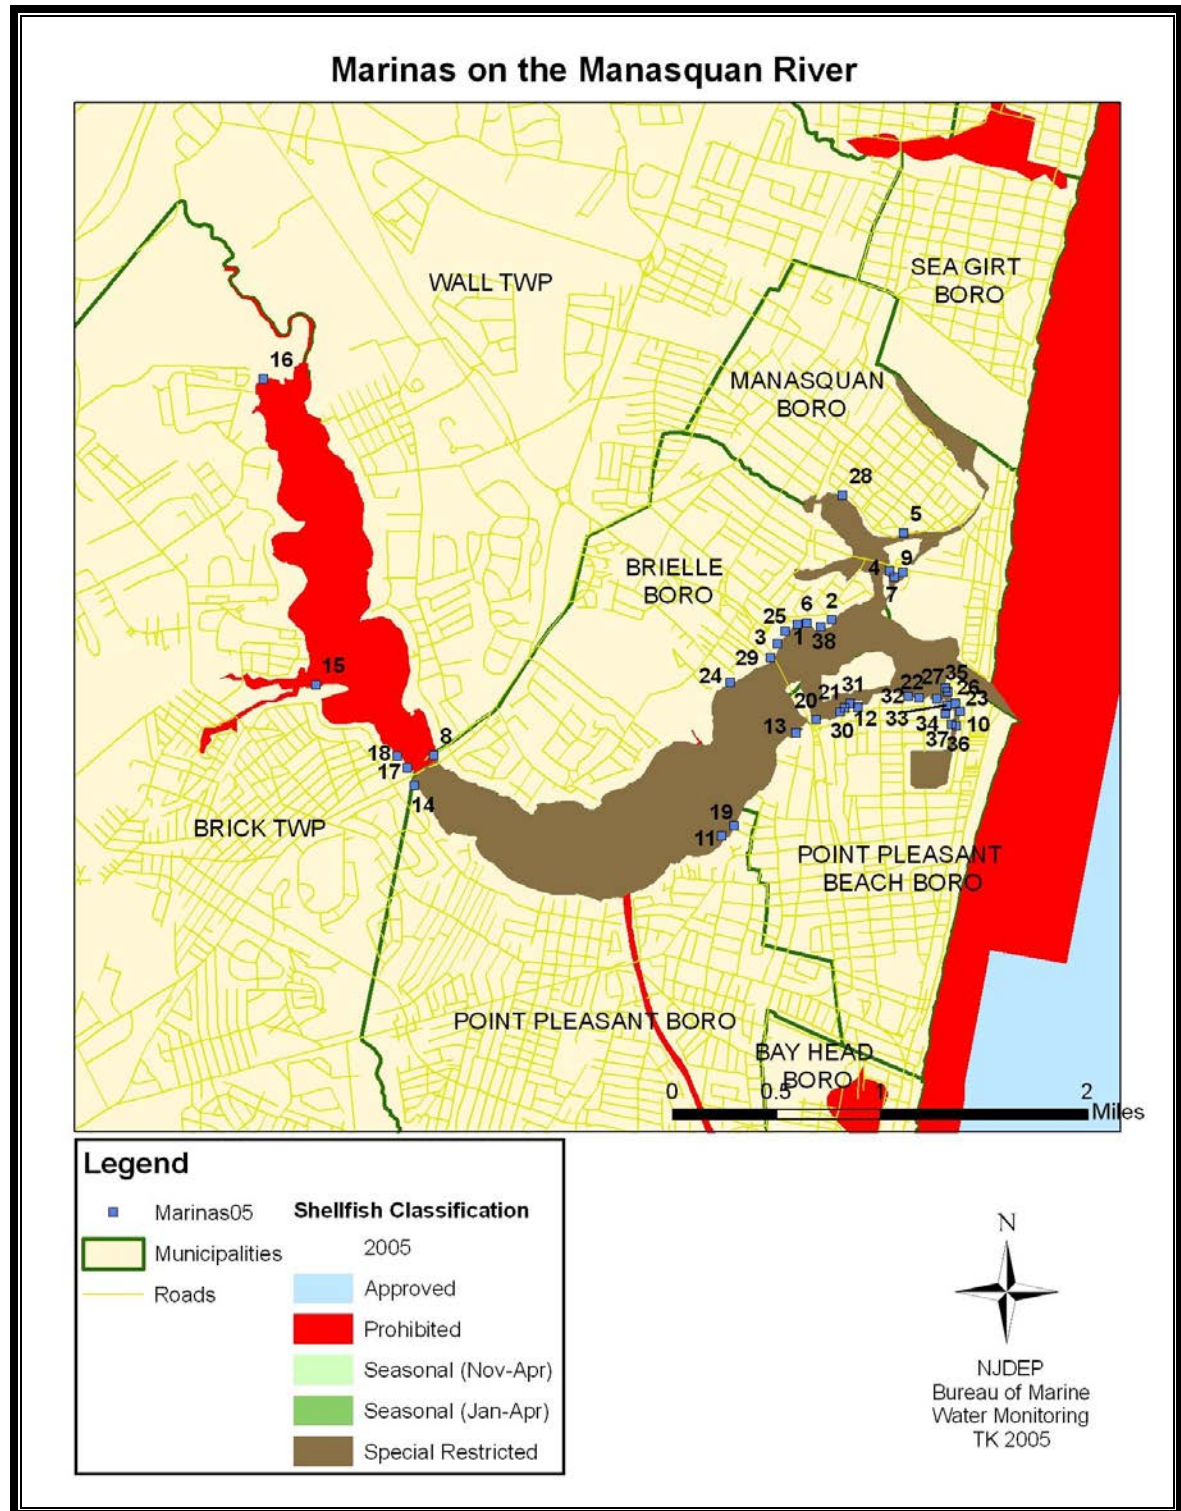 Marinas on the Manasquan River
SEA GIRT
BORO
WALL TWP
16
MANASQUAN
BORO
28
5
BRIELLE
BORO
4
9
7
25
6
2
3
1
38
29
24
15
20
21
31
30
12
32
22
27
35
26
23
33
34
10
37
36
13
18
8
17
14
19
11
BRICK TWP
POINT PLEASANT
BEACH BORO
POINT PLEASANT BORO
BAY HEAD
BORO
0
0.5
1
2
Miles
Legend
Marinas05
Municipalities
Roads
Shellfish Classification
2005
Approved
Prohibited
Seasonal (Nov-Apr)
Seasonal (Jan-Apr)
Special Restricted
N
NJDEP
Bureau of Marine
Water Monitoring
TK 2005